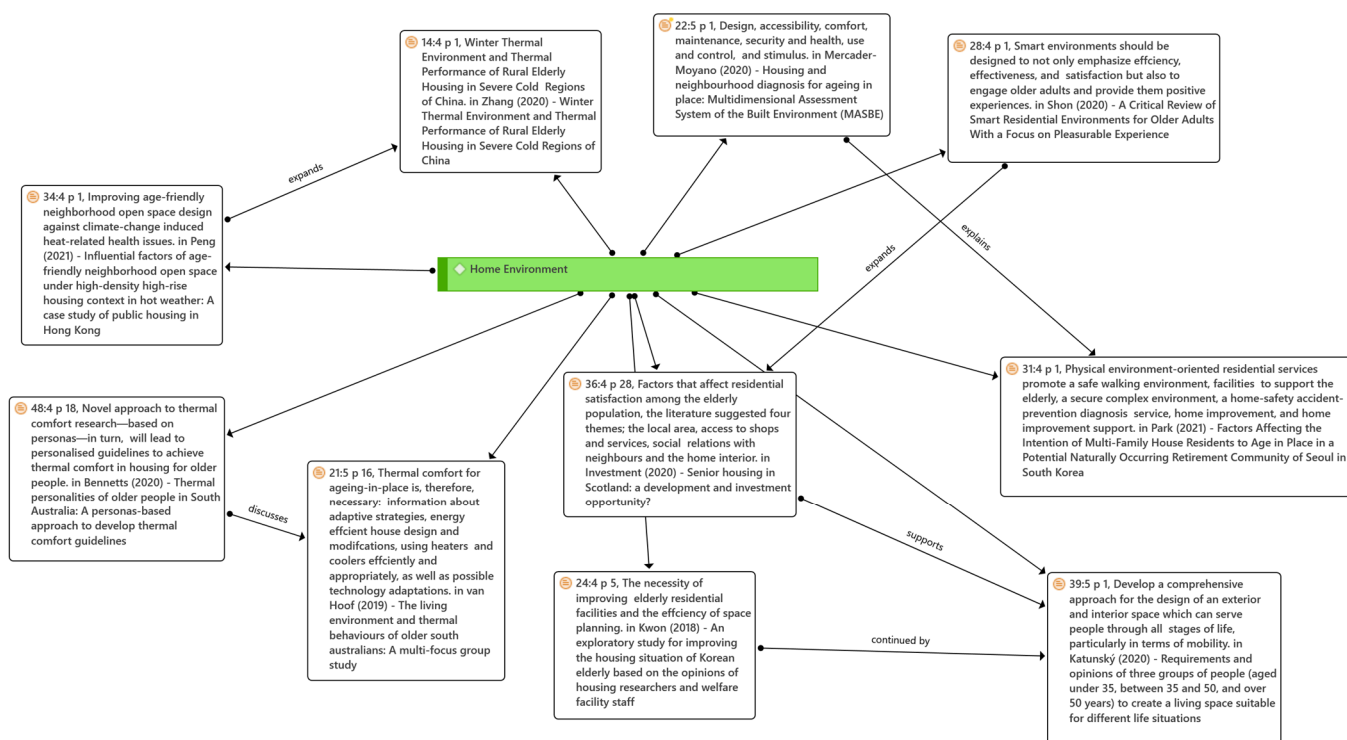 14:4 p 1, Winter Thermal
Environment and Thermal
Performance of Rural Elderly
Housing in Severe Cold Regions
of China. in Zhang (2020) - Winter
Thermal Environment and Thermal
Performance of Rural Elderly
Housing in Severe Cold Regions of
China
22:5 p 1, Design, accessibility, comfort,
maintenance, security and health, use
and control, and stimulus. in Mercader-
Moyano (2020) - Housing and
neighbourhood diagnosis for ageing in
place: Multidimensional Assessment
System of the Built Environment (MASBE)
28:4 p 1, Smart environments should be
designed to not only emphasize effciency,
effectiveness, and satisfaction but also to
engage older adults and provide them positive
experiences. in Shon (2020) - A Critical Review of
Smart Residential Environments for Older Adults
With a Focus on Pleasurable Experience
expands
34:4 p 1, Improving age-friendly
neighborhood open space design
against climate-change induced
heat-related health issues. in Peng
(2021) - Influential factors of age-
friendly neighborhood open space
under high-density high-rise
housing context in hot weather: A
case study of public housing in
Hong Kong
explains
expands
Home Environment
31:4 p 1, Physical environment-oriented residential services
promote a safe walking environment, facilities to support the
elderly, a secure complex environment, a home-safety accident-
prevention diagnosis service, home improvement, and home
improvement support. in Park (2021) - Factors Affecting the
Intention of Multi-Family House Residents to Age in Place in a
Potential Naturally Occurring Retirement Community of Seoul in
South Korea
36:4 p 28, Factors that affect residential
satisfaction among the elderly
population, the literature suggested four
themes; the local area, access to shops
and services, social relations with
neighbours and the home interior. in
Investment (2020) - Senior housing in
Scotland: a development and investment
opportunity?
48:4 p 18, Novel approach to thermal
comfort research—based on
personas—in turn, will lead to
personalised guidelines to achieve
thermal comfort in housing for older
people. in Bennetts (2020) - Thermal
personalities of older people in South
Australia: A personas-based
approach to develop thermal
comfort guidelines
discusses
21:5 p 16, Thermal comfort for
ageing-in-place is, therefore,
necessary: information about
adaptive strategies, energy
effcient house design and
modifcations, using heaters and
coolers effciently and
appropriately, as well as possible
technology adaptations. in van
Hoof (2019) - The living
environment and thermal
behaviours of older south
australians: A multi-focus group
study
supports
24:4 p 5, The necessity of
improving elderly residential
facilities and the effciency of space
planning. in Kwon (2018) - An
exploratory study for improving
the housing situation of Korean
elderly based on the opinions of
housing researchers and welfare
facility staff
continued by
39:5 p 1, Develop a comprehensive
approach for the design of an exterior
and interior space which can serve
people through all stages of life,
particularly in terms of mobility. in
Katunský (2020) - Requirements and
opinions of three groups of people (aged
under 35, between 35 and 50, and over
50 years) to create a living space suitable
for different life situations